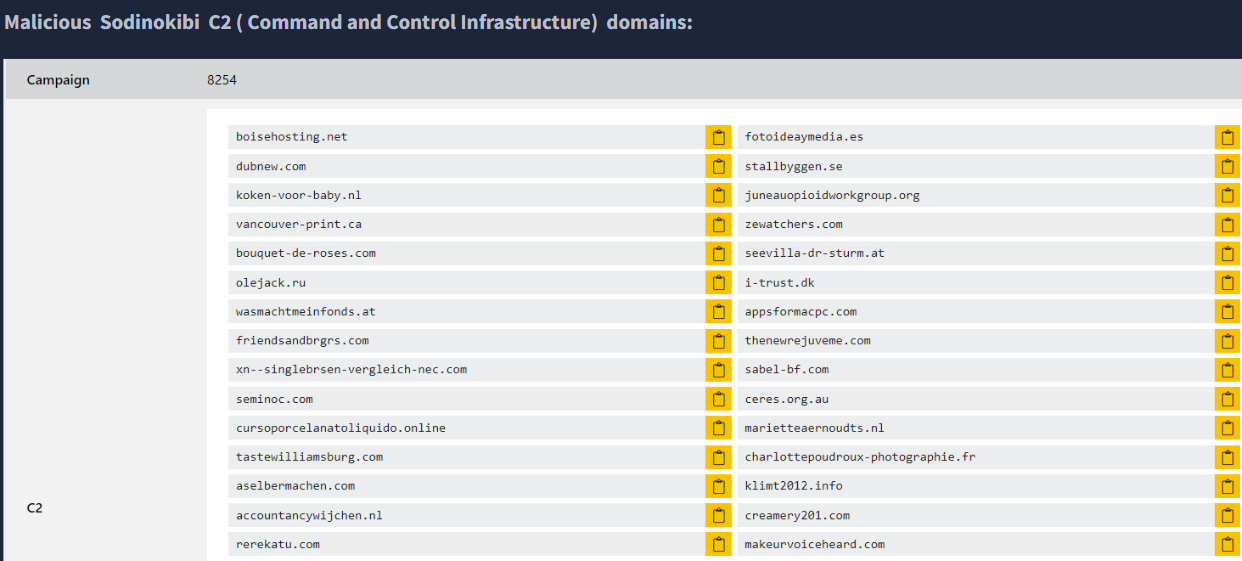 Malicious Sodinokibi C2 ( Command and Control Infrastructure) domains:
Campaign 8254
boisehosting.net fotoideaymedia.es
dubnew.com stallbyggen.se
koken-voor-baby.nl juneauopioidworkgroup.org
vancouver-print.ca zewatchers.com
bouquet-de-roses.com seevilla-dr-sturm.at
olejack.ru i-trust.dk
wasmachtmeinfonds.at appsformacpc.com
friendsandbrgrs.com thenewrejuveme.com
xn--singlebrsen-vergleich-nec.com sabel-bf.com
seminoc.com ceres.org.au
cursoporcelanatoliquido.online marietteaernoudts.nl
tastewilliamsburg.com charlottepoudroux-photographie.fr
aselbermachen.com klimt2012.info
C2 accountancywijchen.nl creamery201.com
rerekatu.com makeurvoiceheard.com